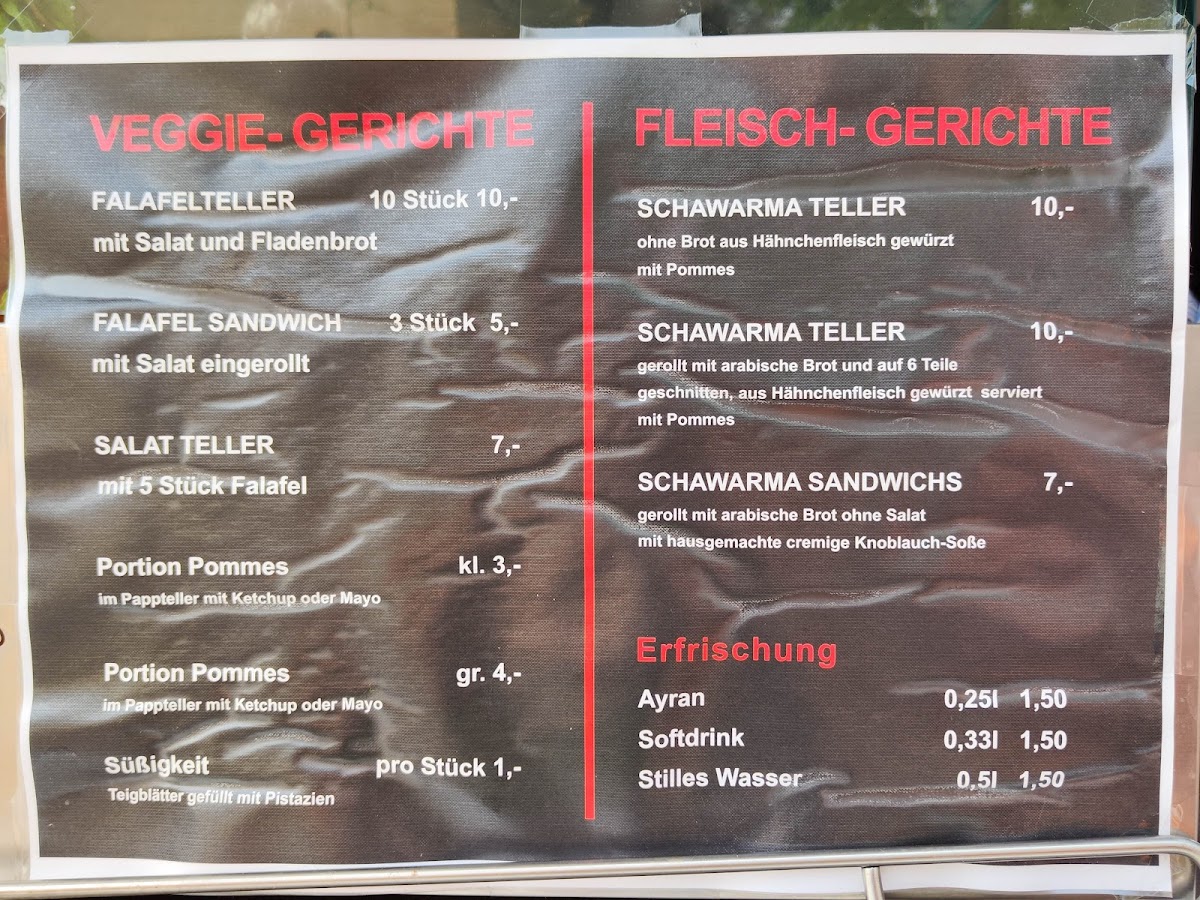 VEGGIE- GERICHTE
FALAFELTELLER 10 Stück 10,-
mit Salat und Fladenbrot
FALAFEL SANDWICH 3 Stück 5,-
mit Salat eingerollt
SALAT TELLER 7,-
mit 5 Stück Falafel
Portion Pommes kl. 3,-
im Pappteller mit Ketchup oder Mayo
Portion Pommes gr. 4,-
im Pappteller mit Ketchup oder Mayo
Süßigkeit pro Stück 1,-
Teigblätter gefüllt mit Pistazien
FLEISCH- GERICHTE
SCHAWARMA TELLER 10,-
ohne Brot aus Hähnchenfleisch gewürzt
mit Pommes
SCHAWARMA TELLER 10,-
gerollt mit arabische Brot und auf 6 Teile
geschnitten, aus Hähnchenfleisch gewürzt serviert
mit Pommes
SCHAWARMA SANDWICHS 7,-
gerollt mit arabische Brot ohne Salat
mit hausgemachte cremige Knoblauch-Soße
Erfrischung
Ayran 0,25l 1,50
Softdrink 0,33l 1,50
Stilles Wasser 0,5l 1,50